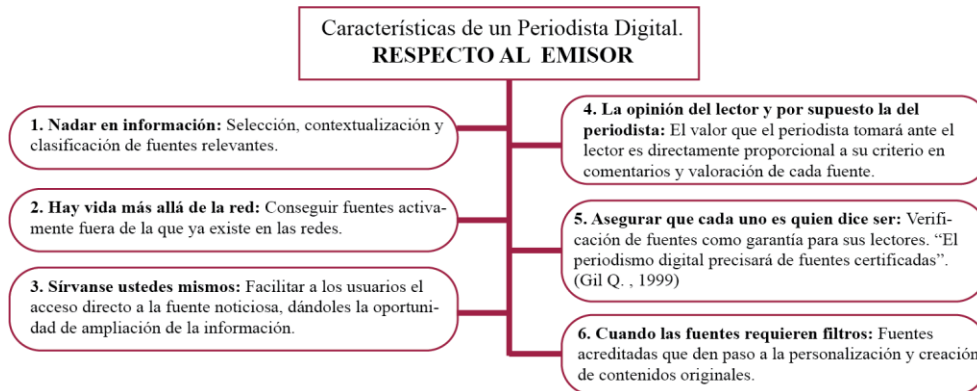 Características de un Periodista Digital.
RESPECTO AL EMISOR
1. Nadar en información: Selección, contextualización y
clasificación de fuentes relevantes.
2. Hay vida más allá de la red: Conseguir fuentes activa-
mente fuera de la que ya existe en las redes.
3. Sírvanse ustedes mismos: Facilitar a los usuarios el
acceso directo a la fuente noticiosa, dándoles la oportuni-
dad de ampliación de la información.
4. La opinión del lector y por supuesto la del
periodista: El valor que el periodista tomará ante el
lector es directamente proporcional a su criterio en
comentarios y valoración de cada fuente.
5. Asegurar que cada uno es quien dice ser: Verifi-
cación de fuentes como garantía para sus lectores. “El
periodismo digital precisará de fuentes certificadas”.
(Gil Q. , 1999)
6. Cuando las fuentes requieren filtros: Fuentes
acreditadas que den paso a la personalización y creación
de contenidos originales.